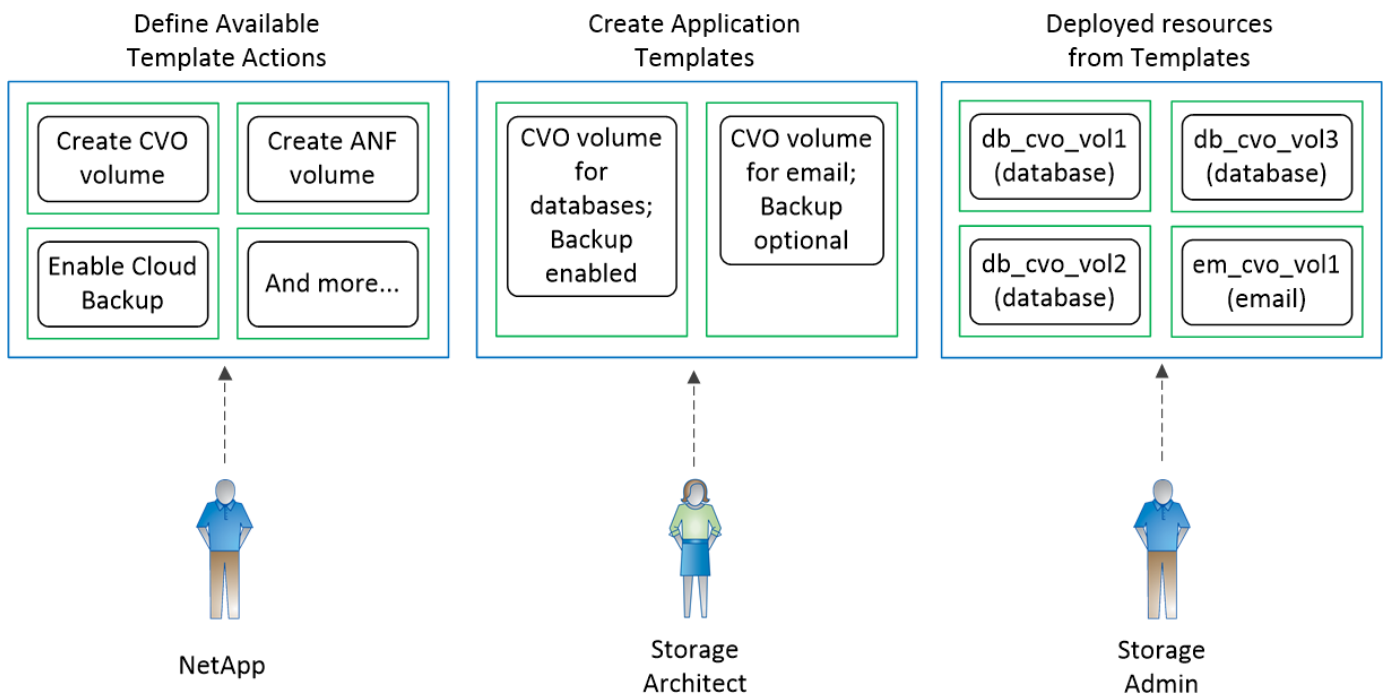 Define Available
Template Actions
Create CVO
volume
Create ANF
volume
Enable Cloud
Backup
And more...
NetApp
Create Application
Templates
CVO volume
for
databases;
Backup
enabled
CVO volume
for email;
Backup
optional
Storage
Architect
Deployed resources
from Templates
db_cvo_vol1
(database)
db_cvo_vol3
(database)
db_cvo_vol2
(database)
em_cvo_vol1
(email)
Storage
Admin